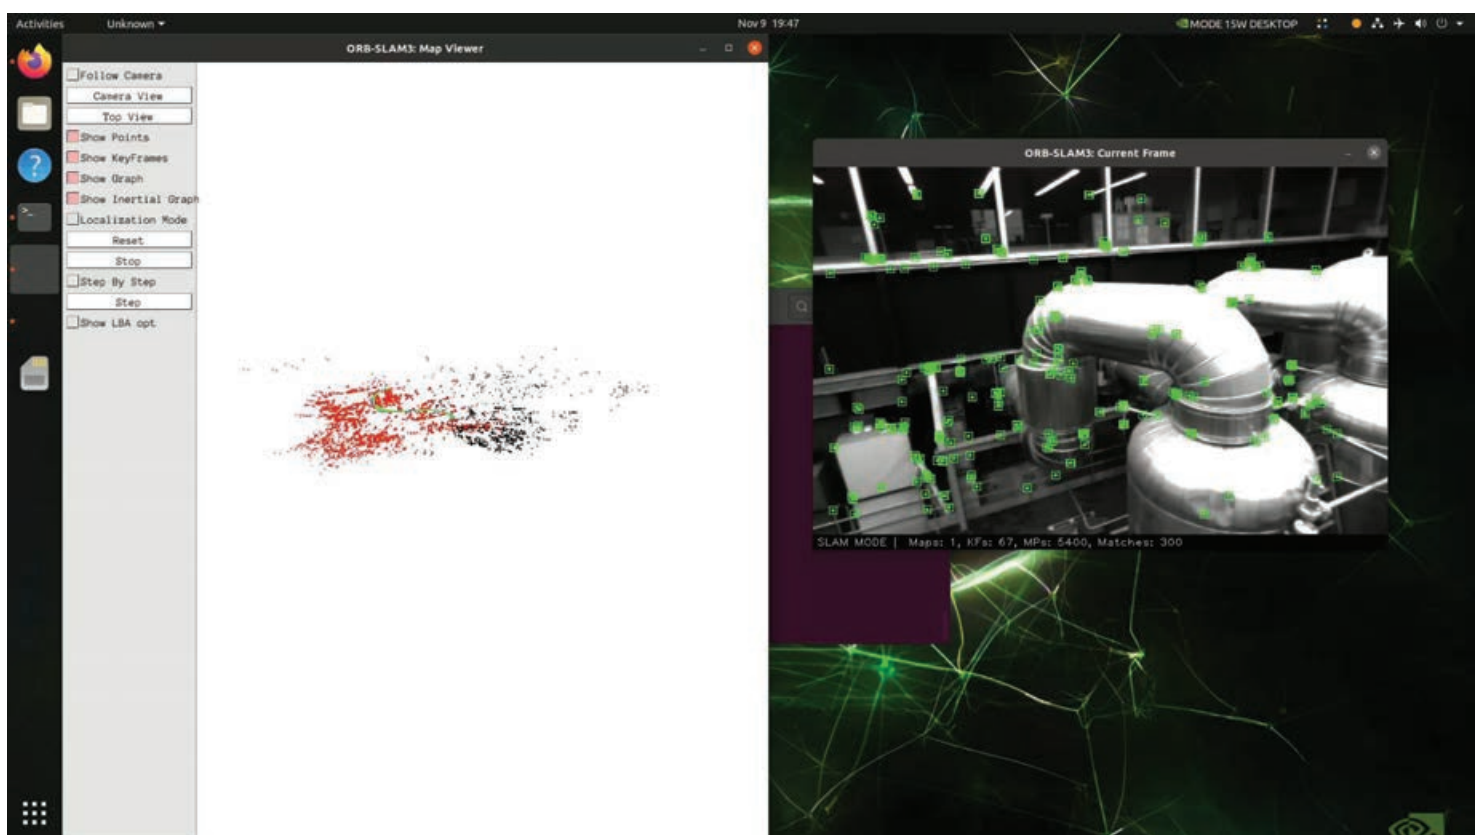 Activities
Unknown
Nov 9 19:47
MODE 15W DESKTOP
ORB-SLAM3: Map Viewer
Follow Camera
Camera View
Top View
Show Points
Show KeyFrames
Show Graph
Show Inertial Graph
Localization Mode
Reset
Stop
Step By Step
Step
Show LBA opt
ORB-SLAM3: Current Frame
SLAM MODE | Maps: 1, KFs: 67, MPs: 5400, Matches: 300